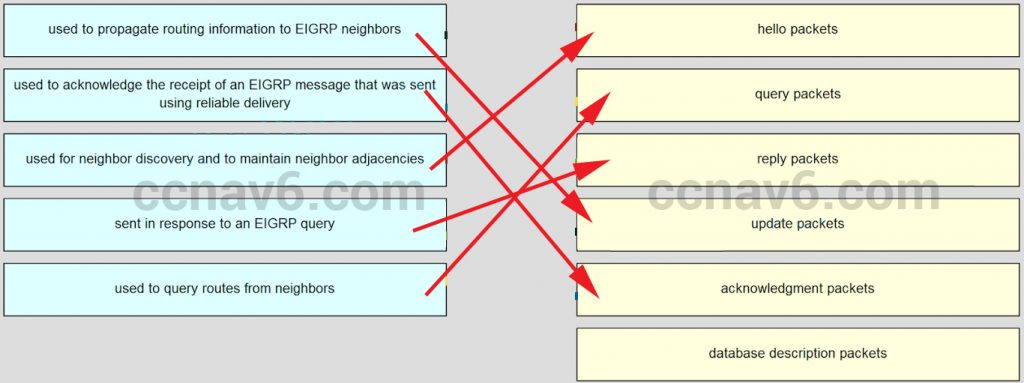 used to propagate routing information to EIGRP neighbors
hello packets
used to acknowledge the receipt of an EIGRP message that was sent
using reliable delivery
query packets
used for neighbor discovery and to maintain neighbor adjacencies
reply packets
ccnav6.com
ccnav6.com
sent in response to an EIGRP query
update packets
used to query routes from neighbors
acknowledgment packets
database description packets